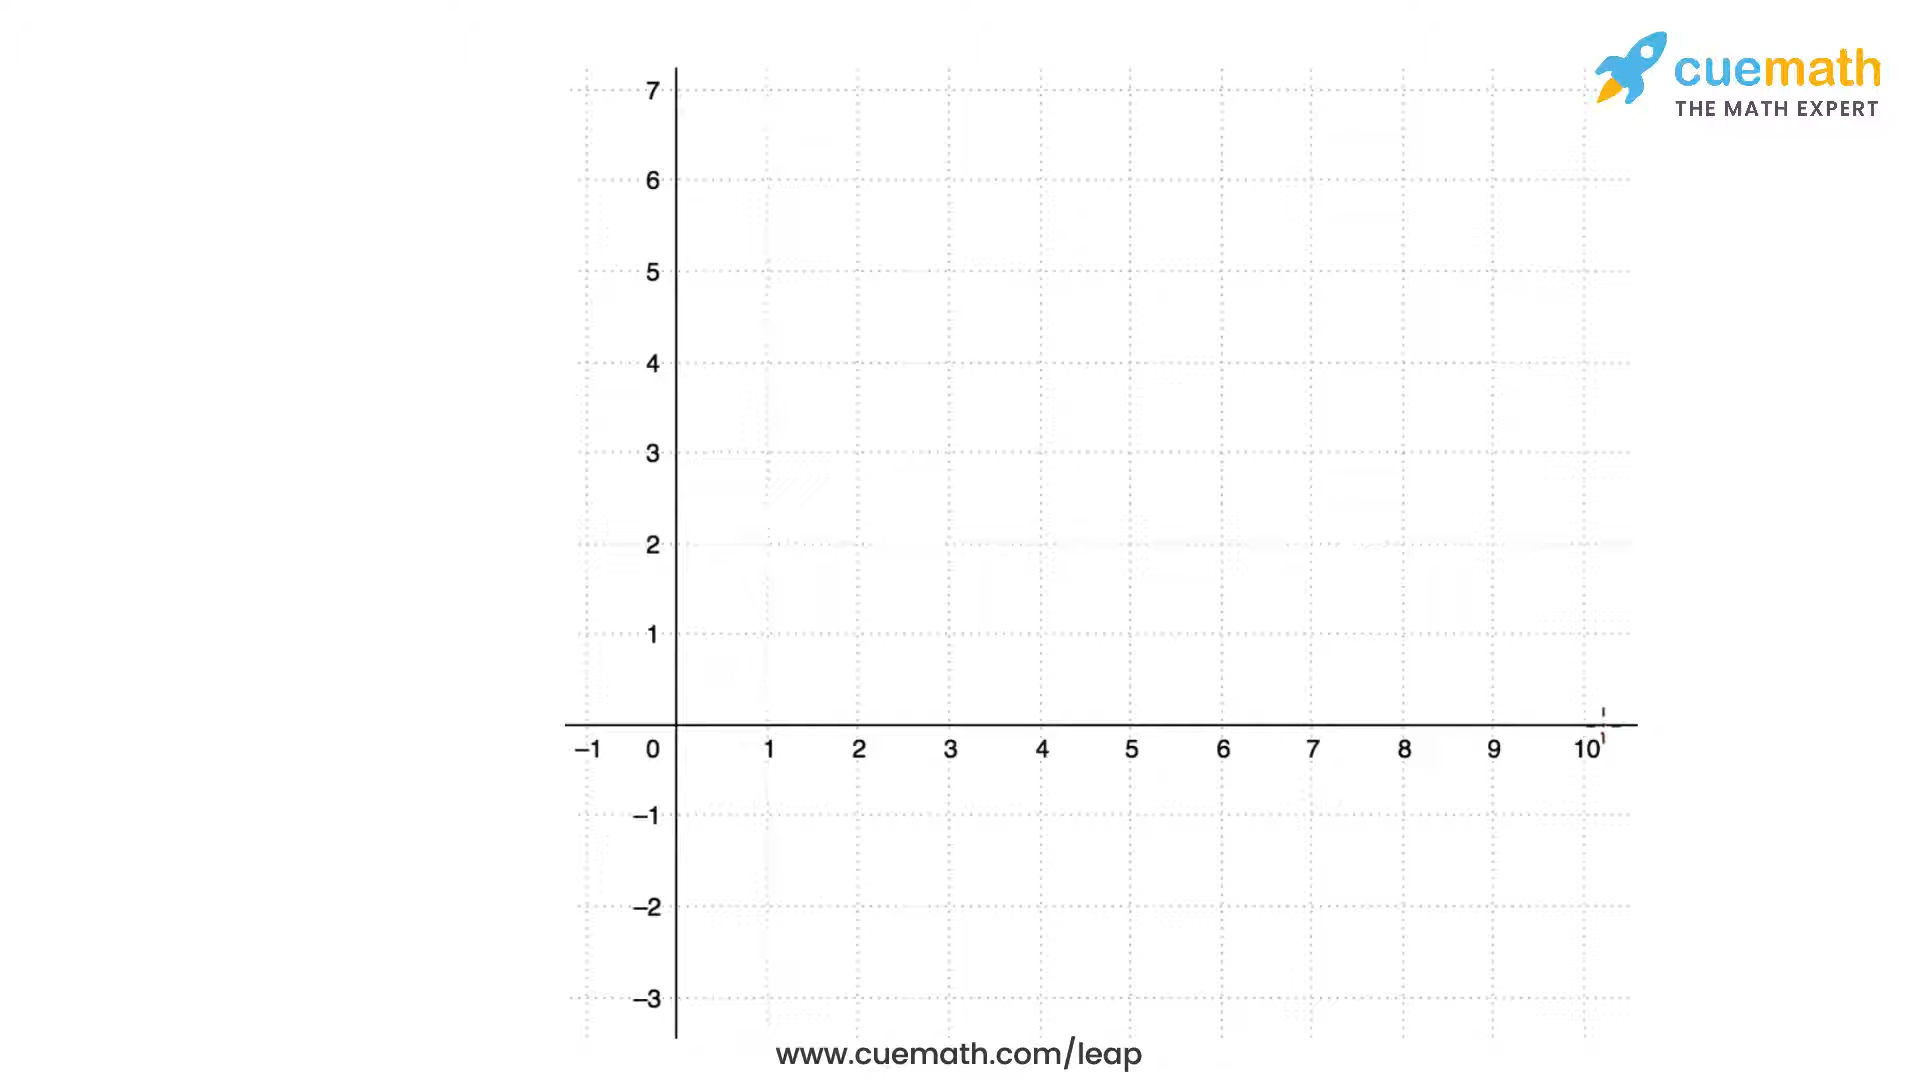 cuemath
THE MATH EXPERT
7
6
5
4
3
2
1
–1 0 1 2 3 4 5 6 7 8 9 10
–1
–2
–3
www.cuemath.com/leap